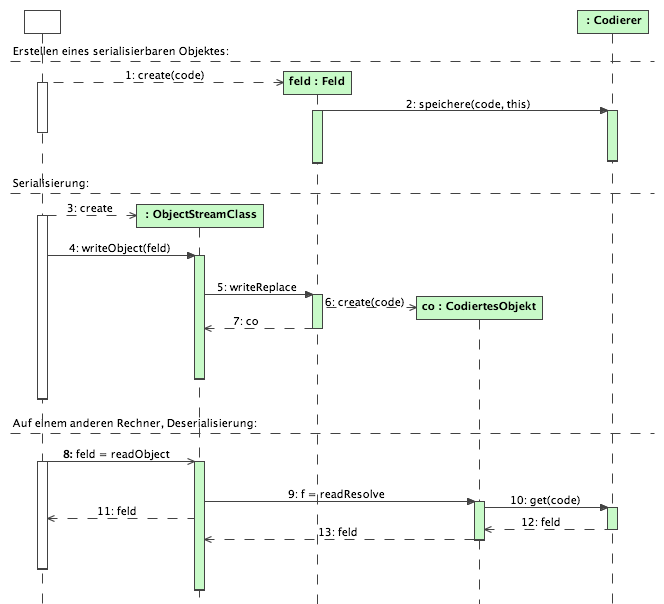 : Codierer
Erstellen eines serialisierbaren Objektes:
1: create(code)
feld : Feld
2: speichere(code, this)
Serialisierung:
3: create
: ObjectStreamClass
4: writeObject(feld)
5: writeReplace
6: create(code)
co : CodiertesObjekt
7: co
Auf einem anderen Rechner, Deserialisierung:
8: feld = readObject
9: f = readResolve
10: get(code)
11: feld
12: feld
13: feld